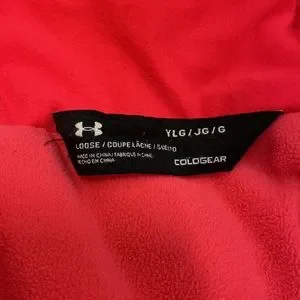 YLG / JG / G
LOOSE / COUPE LÂCHE / SUELTO
MADE IN CHINA / FABRIQUÉ EN CHINE /
HECHO EN CHINA
COLDGEAR